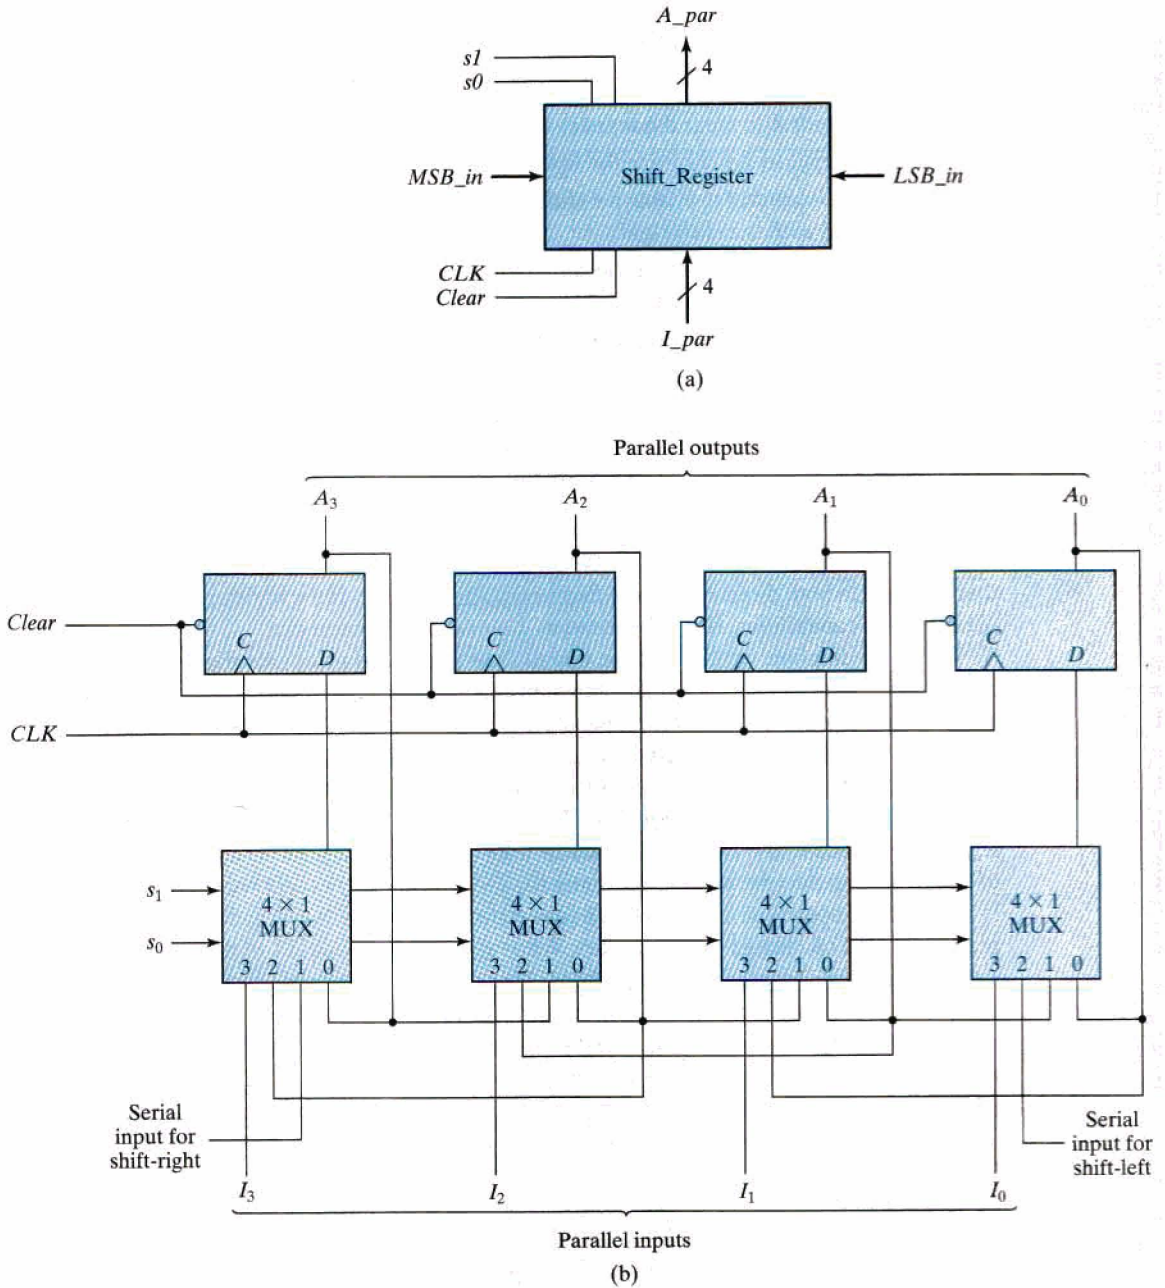 A_par
s1
4
s0
MSB_in
Shift_Register
LSB_in
CLK
4
Clear
I_par
(a)
Parallel outputs
A3 A2 A1 A0
Clear
C D C D C D C D
CLK
s1
4 × 1 4 × 1 4 × 1 4 × 1
MUX MUX MUX MUX
s0
3 2 1 0 3 2 1 0 3 2 1 0 3 2 1 0
Serial
input for
shift-right
Serial
input for
shift-left
I3 I2 I1 I0
Parallel inputs
(b)